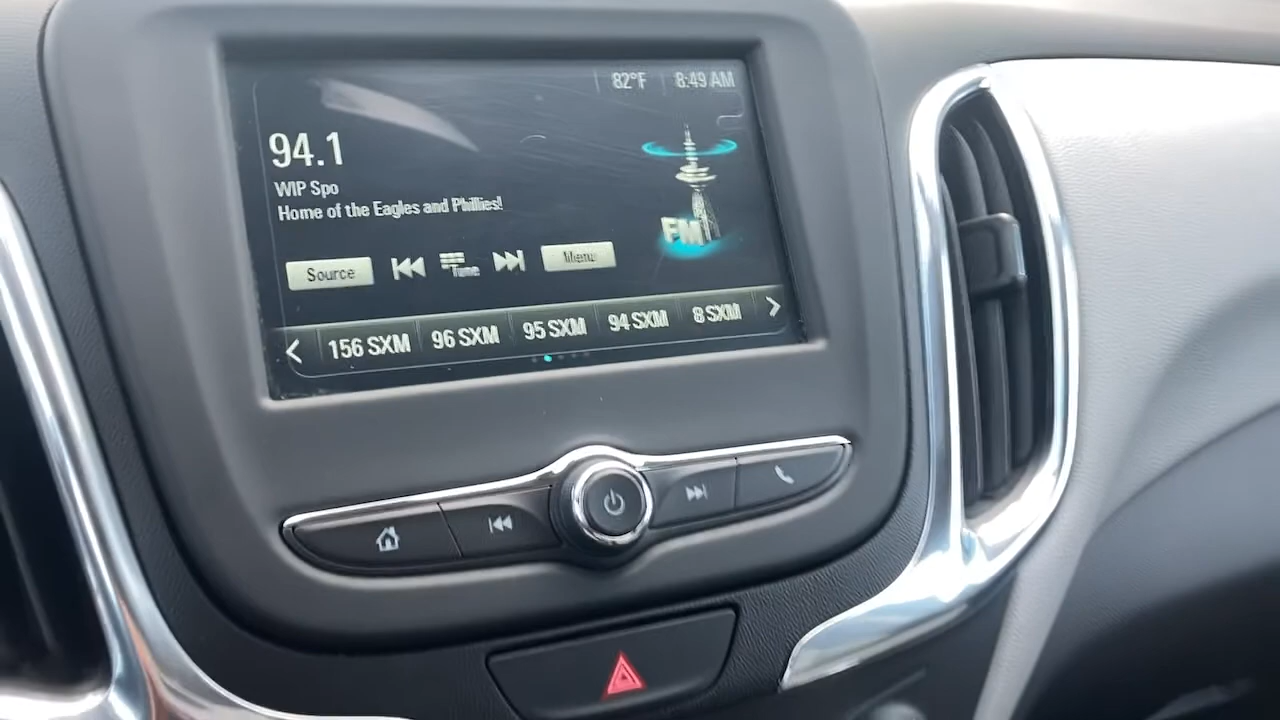 82°F 8:49 AM
94.1
WIP Spo
Home of the Eagles and Phillies!
FM
Source Tune Menu
156 SXM 96 SXM 95 SXM 94 SXM 8 SXM